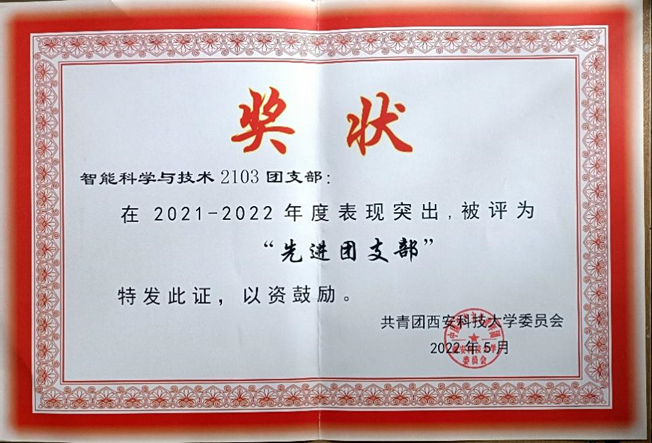 奖状
智能科学与技术2103团支部：
在2021-2022年度表现突出，被评为
“先进团支部”
特发此证，以资鼓励。
共青团西安科技大学委员会
2022年5月
委员会